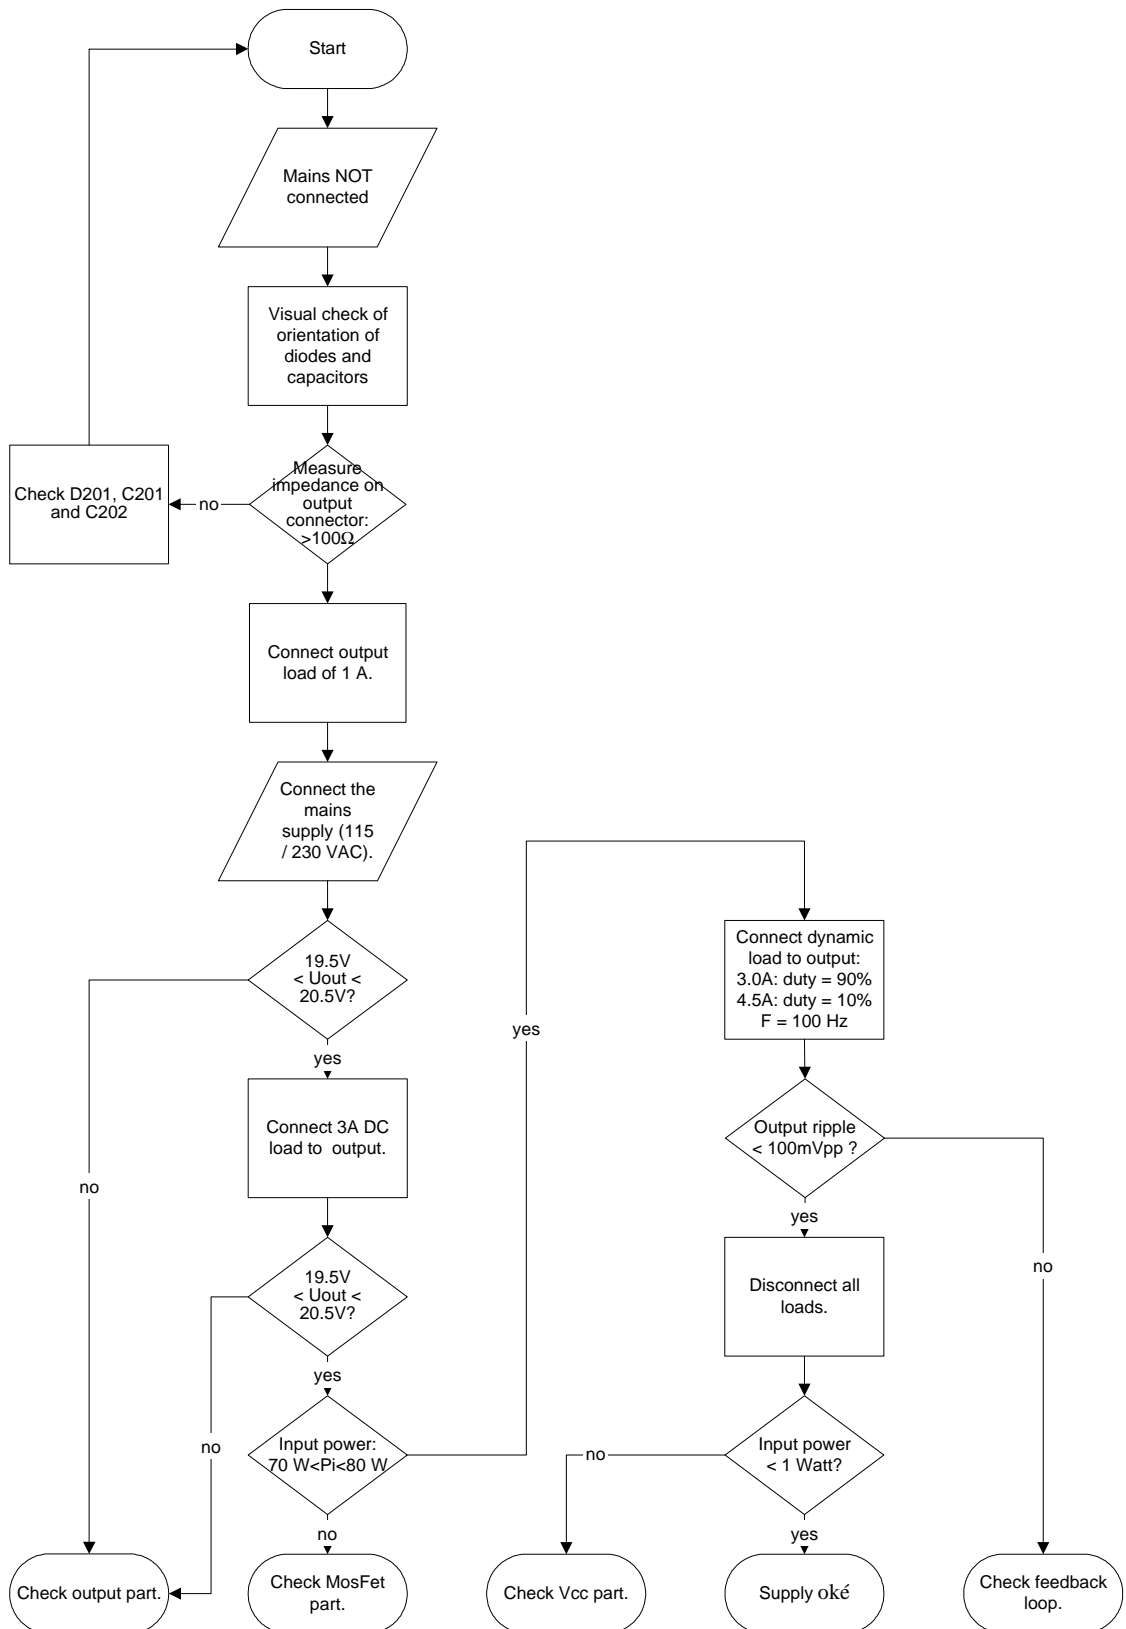 Start
Mains NOT
connected
Visual check of
orientation of
diodes and
capacitors
Measure
impedance on
output
connector:
>100Ω
no
Check D201, C201
and C202
Connect output
load of 1 A.
Connect the
mains
supply (115
/ 230 VAC).
19.5V
< Uout <
20.5V?
yes
no
Connect 3A DC
load to output.
19.5V
< Uout <
20.5V?
yes
no
Input power:
70 W<Pi<80 W
no
yes
Check output part.
Check MosFet
part.
Connect dynamic
load to output:
3.0A: duty = 90%
4.5A: duty = 10%
F = 100 Hz
Output ripple
< 100mVpp ?
yes
no
Disconnect all
loads.
Input power
< 1 Watt?
no
yes
Check Vcc part.
Supply oké
Check feedback
loop.